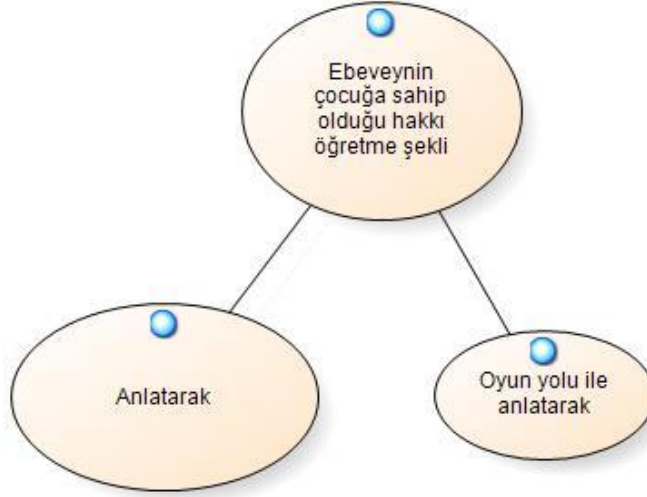 Ebeveynin
çocuğa sahip
olduğu hakkı
öğretme şekli
Anlatarak
Oyun yolu ile
anlatarak